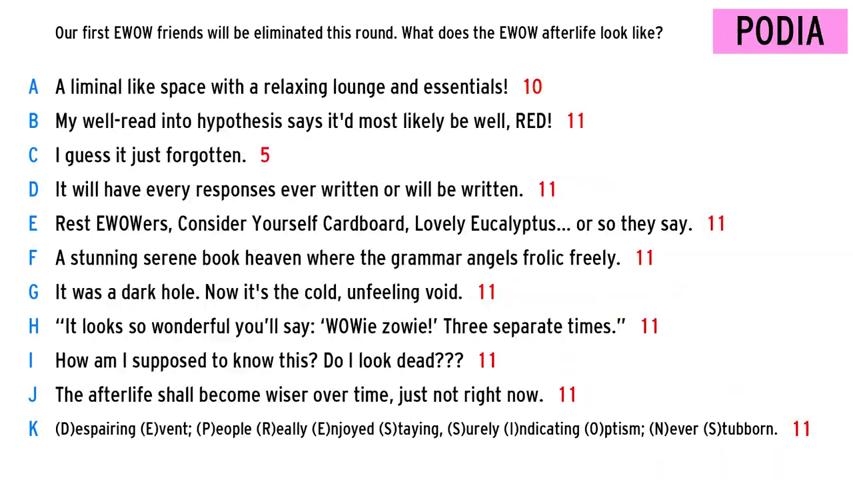 Our first EWOW friends will be eliminated this round. What does the EWOW afterlife look like?
PODIA
A A liminal like space with a relaxing lounge and essentials! 10
B My well-read into hypothesis says it'd most likely be well, RED! 11
C I guess it just forgotten. 5
D It will have every responses ever written or will be written. 11
E Rest EWOWers, Consider Yourself Cardboard, Lovely Eucalyptus... or so they say. 11
F A stunning serene book heaven where the grammar angels frolic freely. 11
G It was a dark hole. Now it's the cold, unfeeling void. 11
H “It looks so wonderful you’ll say: ‘WOWie zowie!’ Three separate times.” 11
I How am I supposed to know this? Do I look dead??? 11
J The afterlife shall become wiser over time, just not right now. 11
K (D)espairing (E)vent; (P)eople (R)eally (E)njoyed (S)taying, (S)urely (I)ndicating (O)ptism; (N)ever (S)tubborn. 11